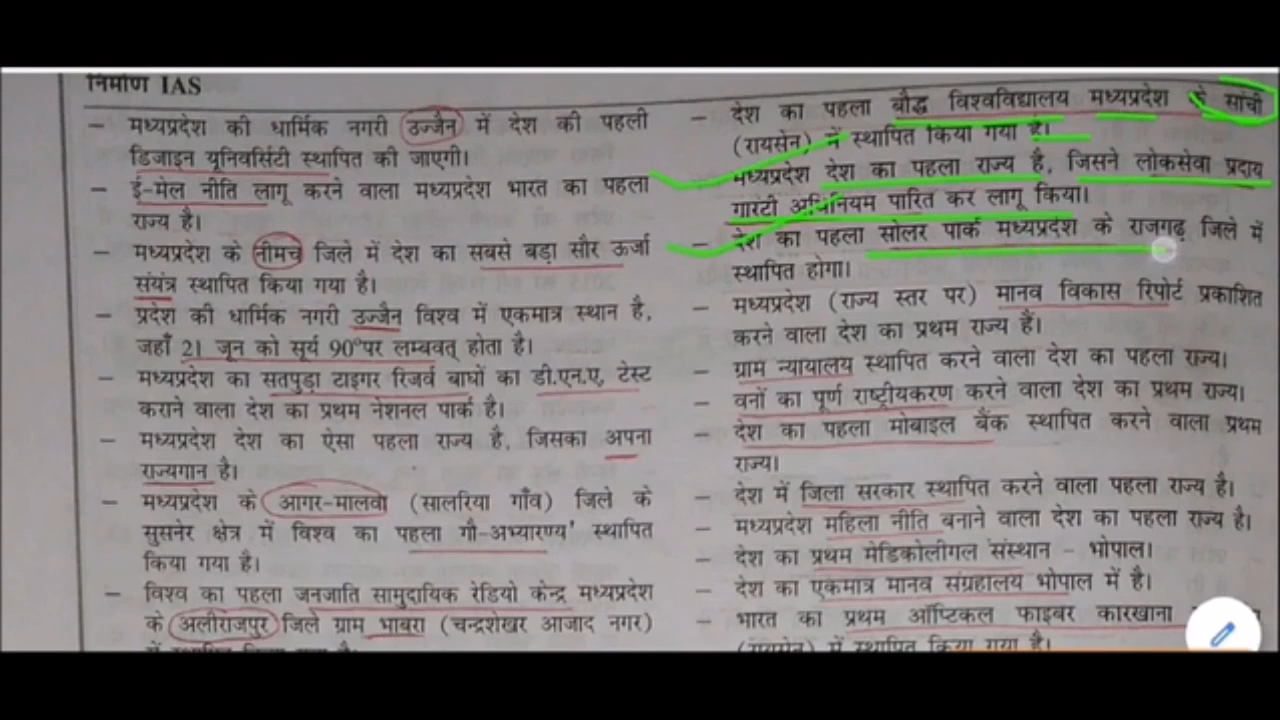 निर्माण IAS
– मध्यप्रदेश की धार्मिक नगरी उज्जैन में देश की पहली
डिजाइन यूनिवर्सिटी स्थापित की जाएगी।
– ई-मेल नीति लागू करने वाला मध्यप्रदेश भारत का पहला
राज्य है।
– मध्यप्रदेश के नीमच जिले में देश का सबसे बड़ा सौर ऊर्जा
संयंत्र स्थापित किया गया है।
– प्रदेश की धार्मिक नगरी उज्जैन विश्व में एकमात्र स्थान है,
जहाँ 21 जून को सूर्य 90°पर लम्बवत् होता है।
– मध्यप्रदेश का सतपुड़ा टाइगर रिजर्व बाघों का डी.एन.ए. टेस्ट
कराने वाला देश का प्रथम नेशनल पार्क है।
– मध्यप्रदेश देश का ऐसा पहला राज्य है, जिसका अपना
राज्यगान है।
– मध्यप्रदेश के आगर-मालवा (सालरिया गाँव) जिले के
सुसनेर क्षेत्र में विश्व का पहला गौ-अभ्यारण्य' स्थापित
किया गया है।
– विश्व का पहला जनजाति सामुदायिक रेडियो केन्द्र मध्यप्रदेश
के अलीराजपुर जिले ग्राम भाबरा (चन्द्रशेखर आजाद नगर)
में स्थापित किया गया है।
– देश का पहला बौद्ध विश्वविद्यालय मध्यप्रदेश के सांची
(रायसेन) में स्थापित किया गया है।
मध्यप्रदेश देश का पहला राज्य है, जिसने लोकसेवा प्रदाय
गारंटी अधिनियम पारित कर लागू किया।
– देश का पहला सोलर पार्क मध्यप्रदेश के राजगढ़ जिले में
स्थापित होगा।
– मध्यप्रदेश (राज्य स्तर पर) मानव विकास रिपोर्ट प्रकाशित
करने वाला देश का प्रथम राज्य हैं।
– ग्राम न्यायालय स्थापित करने वाला देश का पहला राज्य।
– वनों का पूर्ण राष्ट्रीयकरण करने वाला देश का प्रथम राज्य।
– देश का पहला मोबाइल बैंक स्थापित करने वाला प्रथम
राज्य।
– देश में जिला सरकार स्थापित करने वाला पहला राज्य है।
– मध्यप्रदेश महिला नीति बनाने वाला देश का पहला राज्य है।
– देश का प्रथम मेडिकोलीगल संस्थान – भोपाल।
– देश का एकमात्र मानव संग्रहालय भोपाल में है।
– भारत का प्रथम ऑप्टिकल फाइबर कारखाना
(रायसेन) में स्थापित किया गया है।